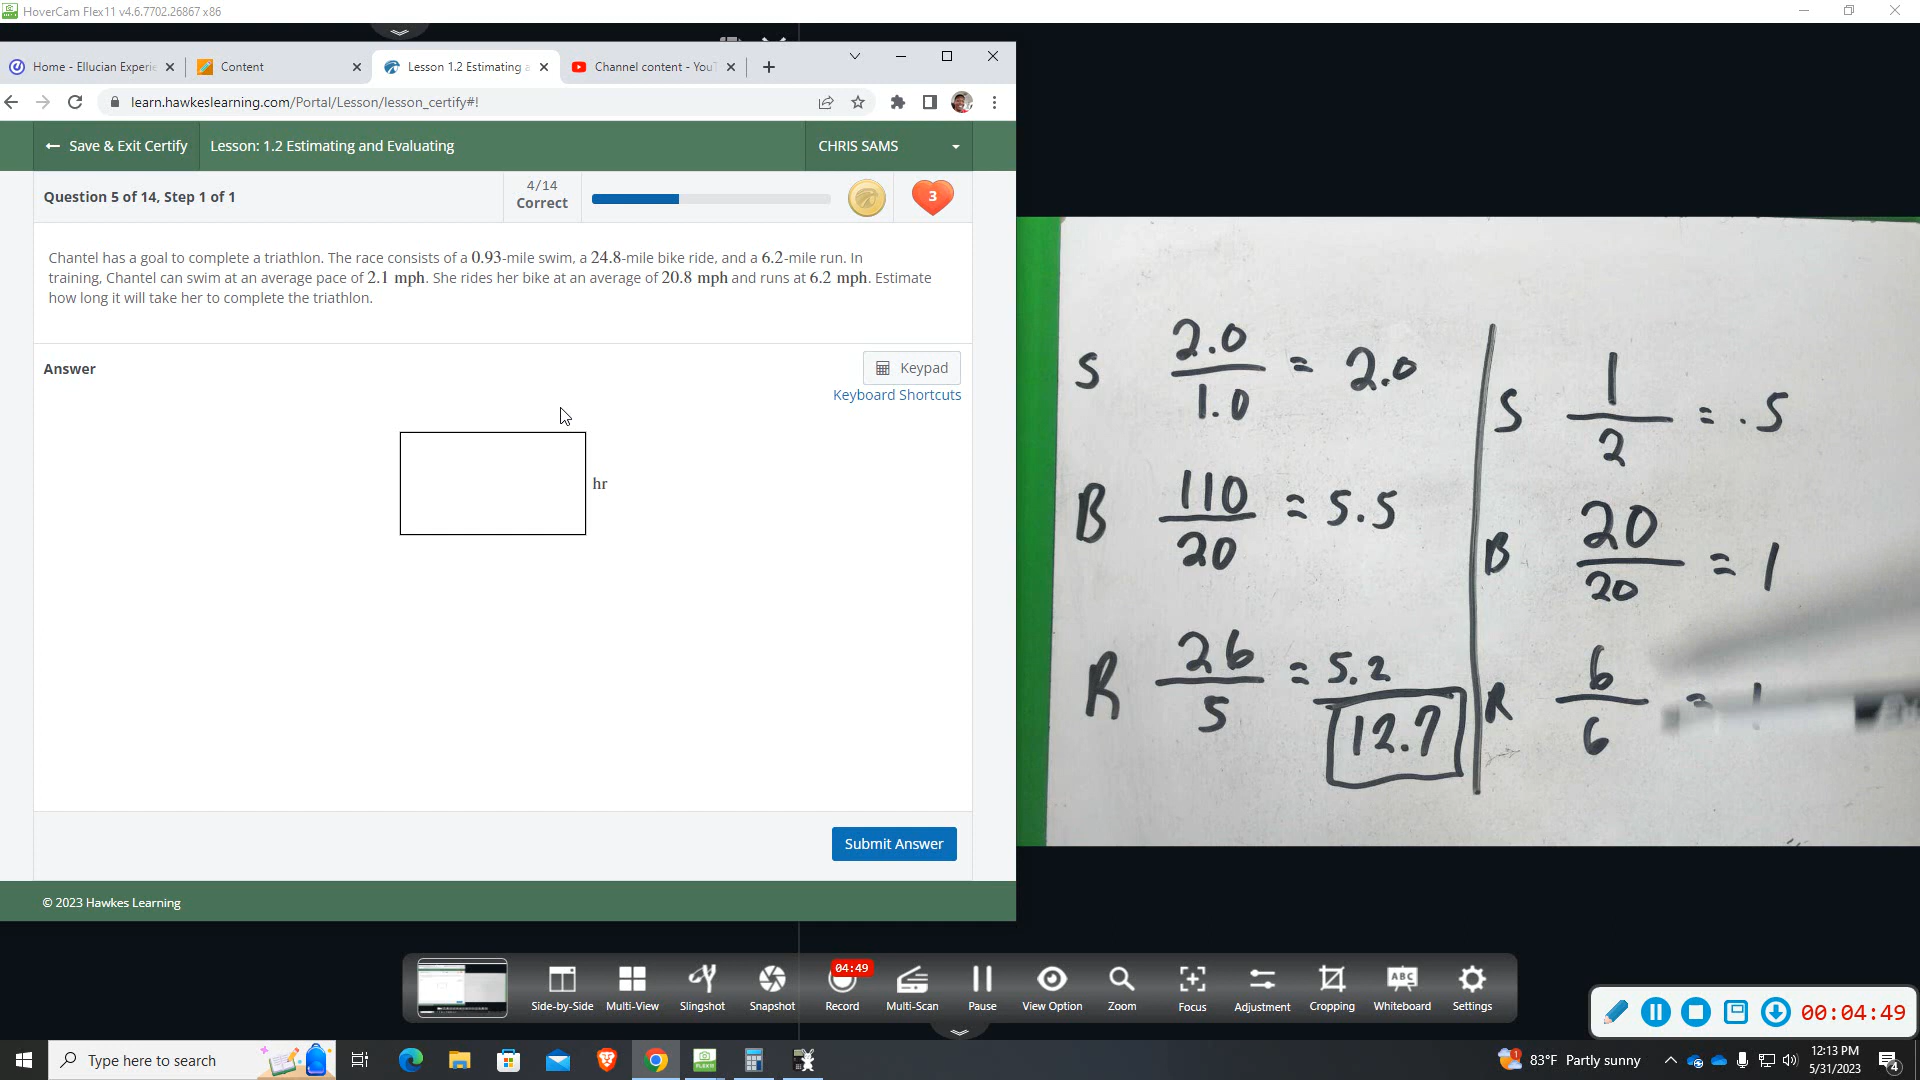 HoverCam Flex11 v4.6.7702.26867 x86
Home - Ellucian Experie
Content
Lesson 1.2 Estimating a
Channel content - YouT
learn.hawkeslearning.com/Portal/Lesson/lesson_certify#!
← Save & Exit Certify
Lesson: 1.2 Estimating and Evaluating
CHRIS SAMS
Question 5 of 14, Step 1 of 1
4/14
Correct
3
Chantel has a goal to complete a triathlon. The race consists of a 0.93-mile swim, a 24.8-mile bike ride, and a 6.2-mile run. In
training, Chantel can swim at an average pace of 2.1 mph. She rides her bike at an average of 20.8 mph and runs at 6.2 mph. Estimate
how long it will take her to complete the triathlon.
Answer
Keypad
Keyboard Shortcuts
hr
Submit Answer
© 2023 Hawkes Learning
S 2.0/1.0 = 2.0
B 110/20 = 5.5
R 26/5 = 5.2
12.7
S 1/2 = .5
B 20/20 = 1
R 6/6 = 1
Side-by-Side
Multi-View
Slingshot
Snapshot
04:49
Record
Multi-Scan
Pause
View Option
Zoom
Focus
Adjustment
Cropping
ABC
Whiteboard
Settings
00:04:49
Type here to search
FLEX11
1
83°F Partly sunny
12:13 PM
5/31/2023
4